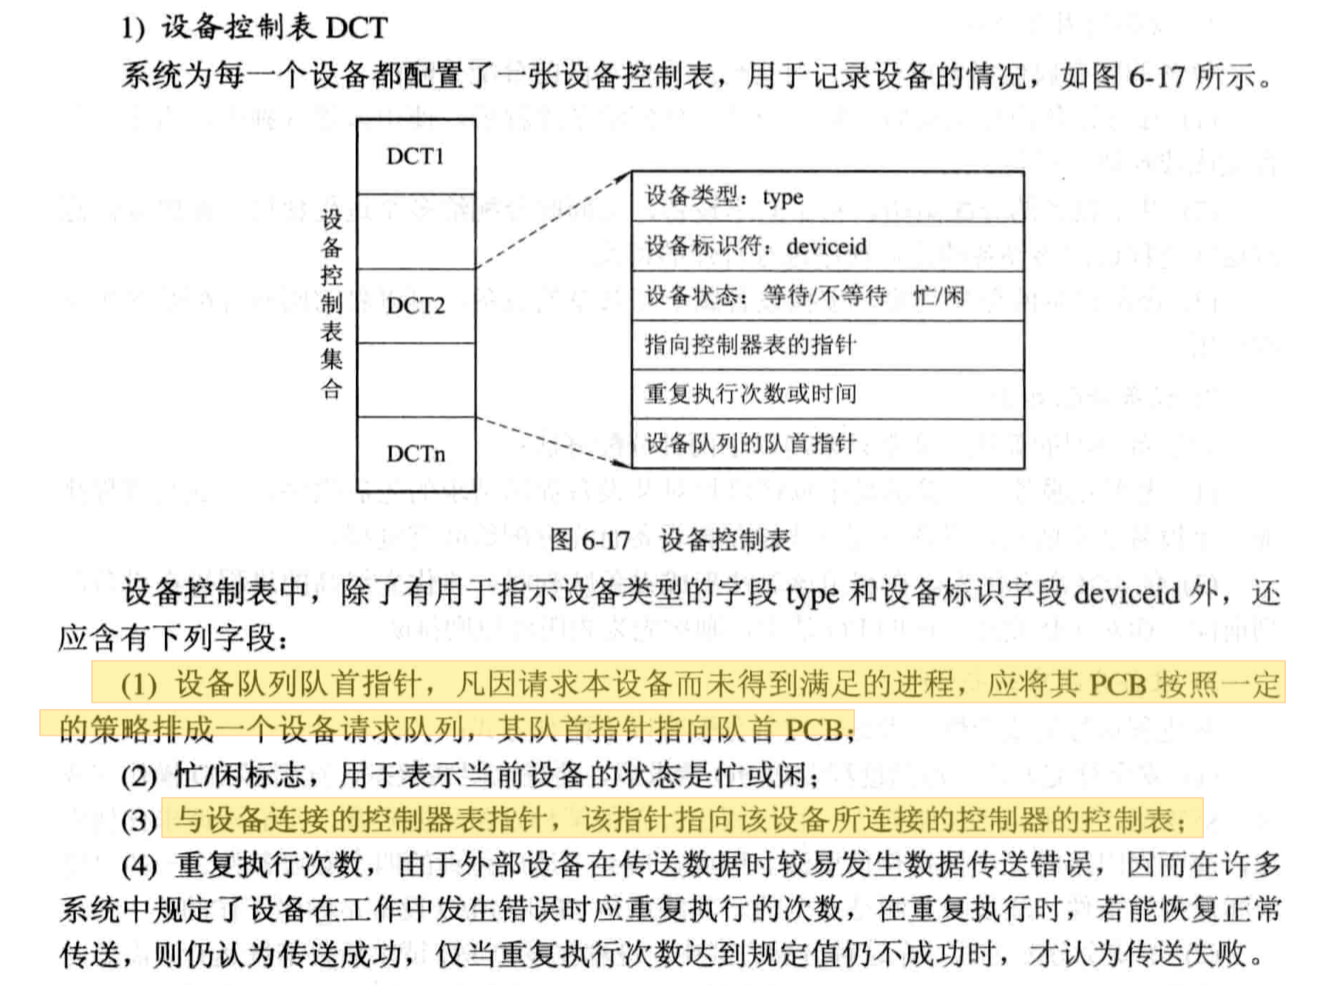 1) 设备控制表 DCT
系统为每一个设备都配置了一张设备控制表，用于记录设备的情况，如图 6-17 所示。
设备控制表集合
DCT1
DCT2
DCTn
设备类型：type
设备标识符：deviceid
设备状态：等待/不等待 忙/闲
指向控制器表的指针
重复执行次数或时间
设备队列的队首指针
图 6-17 设备控制表
设备控制表中，除了有用于指示设备类型的字段 type 和设备标识字段 deviceid 外，还
应含有下列字段：
(1) 设备队列队首指针，凡因请求本设备而未得到满足的进程，应将其 PCB 按照一定
的策略排成一个设备请求队列，其队首指针指向队首 PCB；
(2) 忙/闲标志，用于表示当前设备的状态是忙或闲；
(3) 与设备连接的控制器表指针，该指针指向该设备所连接的控制器的控制表；
(4) 重复执行次数，由于外部设备在传送数据时较易发生数据传送错误，因而在许多
系统中规定了设备在工作中发生错误时应重复执行的次数，在重复执行时，若能恢复正常
传送，则仍认为传送成功，仅当重复执行次数达到规定值仍不成功时，才认为传送失败。